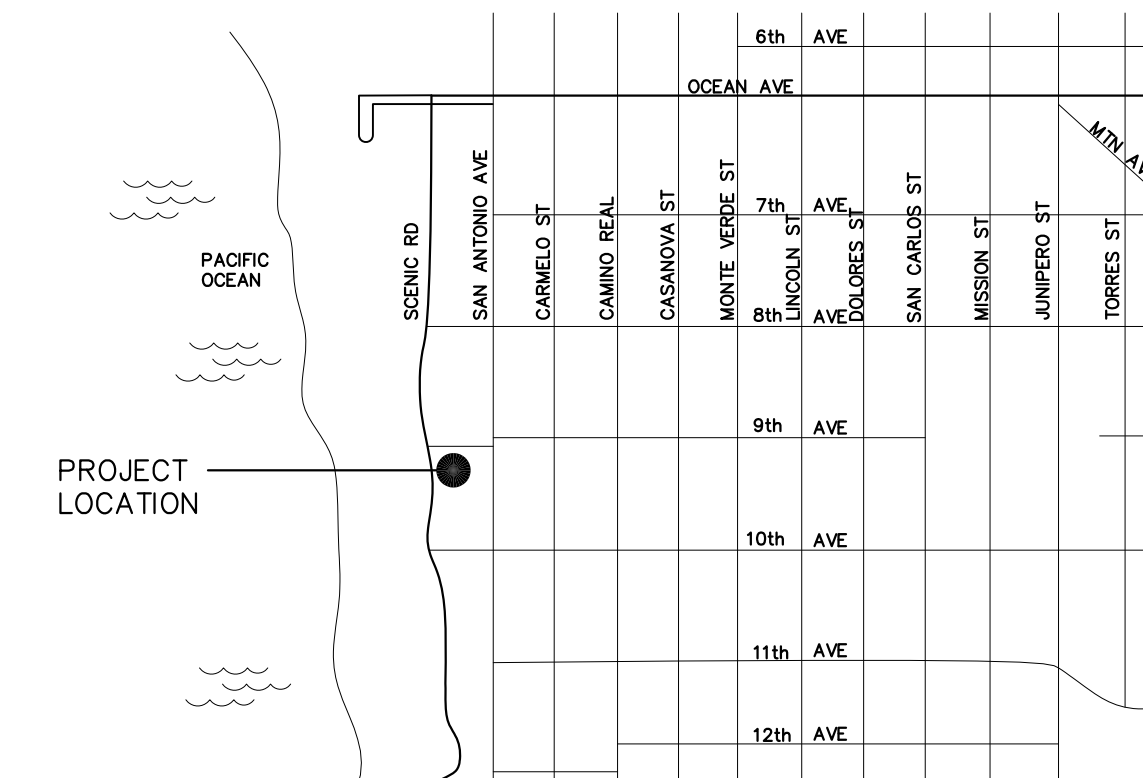 6th AVE
OCEAN AVE
MTN AV
SAN ANTONIO AVE
MONTE VERDE ST
7th AVE
SCENIC RD
CARMELO ST
CAMINO REAL
CASANOVA ST
LINCOLN ST
DOLORES ST
SAN CARLOS ST
MISSION ST
JUNIPERO ST
TORRES ST
PACIFIC
OCEAN
8th AVE
9th AVE
PROJECT
LOCATION
10th AVE
11th AVE
12th AVE